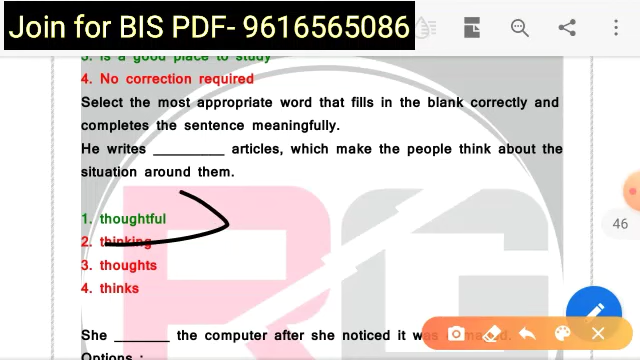 Join for BIS PDF- 9616565086
3. Is a good place to study
4. No correction required
Select the most appropriate word that fills in the blank correctly and
completes the sentence meaningfully.
He writes __________ articles, which make the people think about the
situation around them.
1. thoughtful
2. thinking
3. thoughts
4. thinks
46
She ________ the computer after she noticed it was
Options :